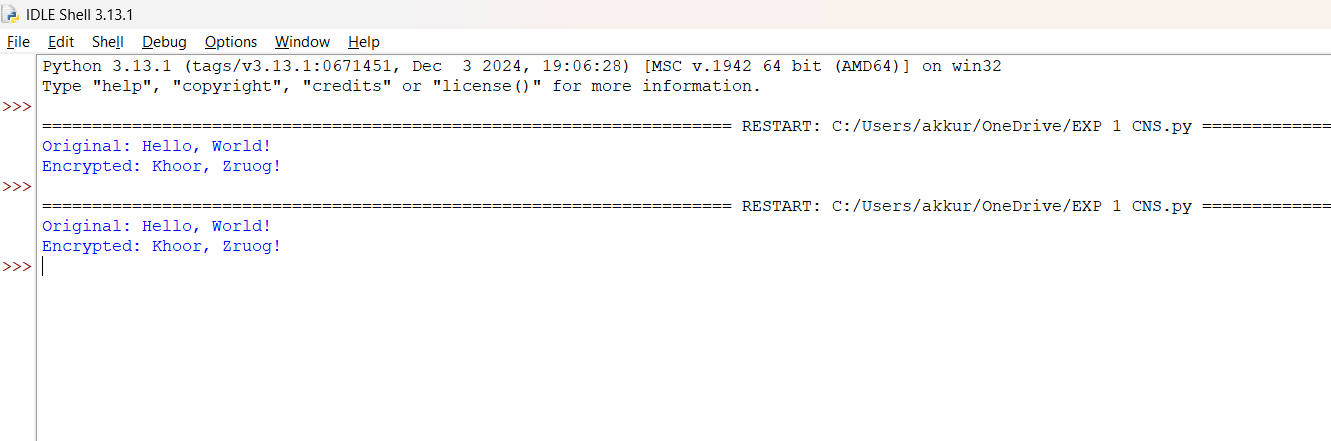 IDLE Shell 3.13.1
File Edit Shell Debug Options Window Help
Python 3.13.1 (tags/v3.13.1:0671451, Dec  3 2024, 19:06:28) [MSC v.1942 64 bit (AMD64)] on win32
Type "help", "copyright", "credits" or "license()" for more information.
>>>
===================================================================== RESTART: C:/Users/akkur/OneDrive/EXP 1 CNS.py =============
Original: Hello, World!
Encrypted: Khoor, Zruog!
>>>
===================================================================== RESTART: C:/Users/akkur/OneDrive/EXP 1 CNS.py =============
Original: Hello, World!
Encrypted: Khoor, Zruog!
>>>